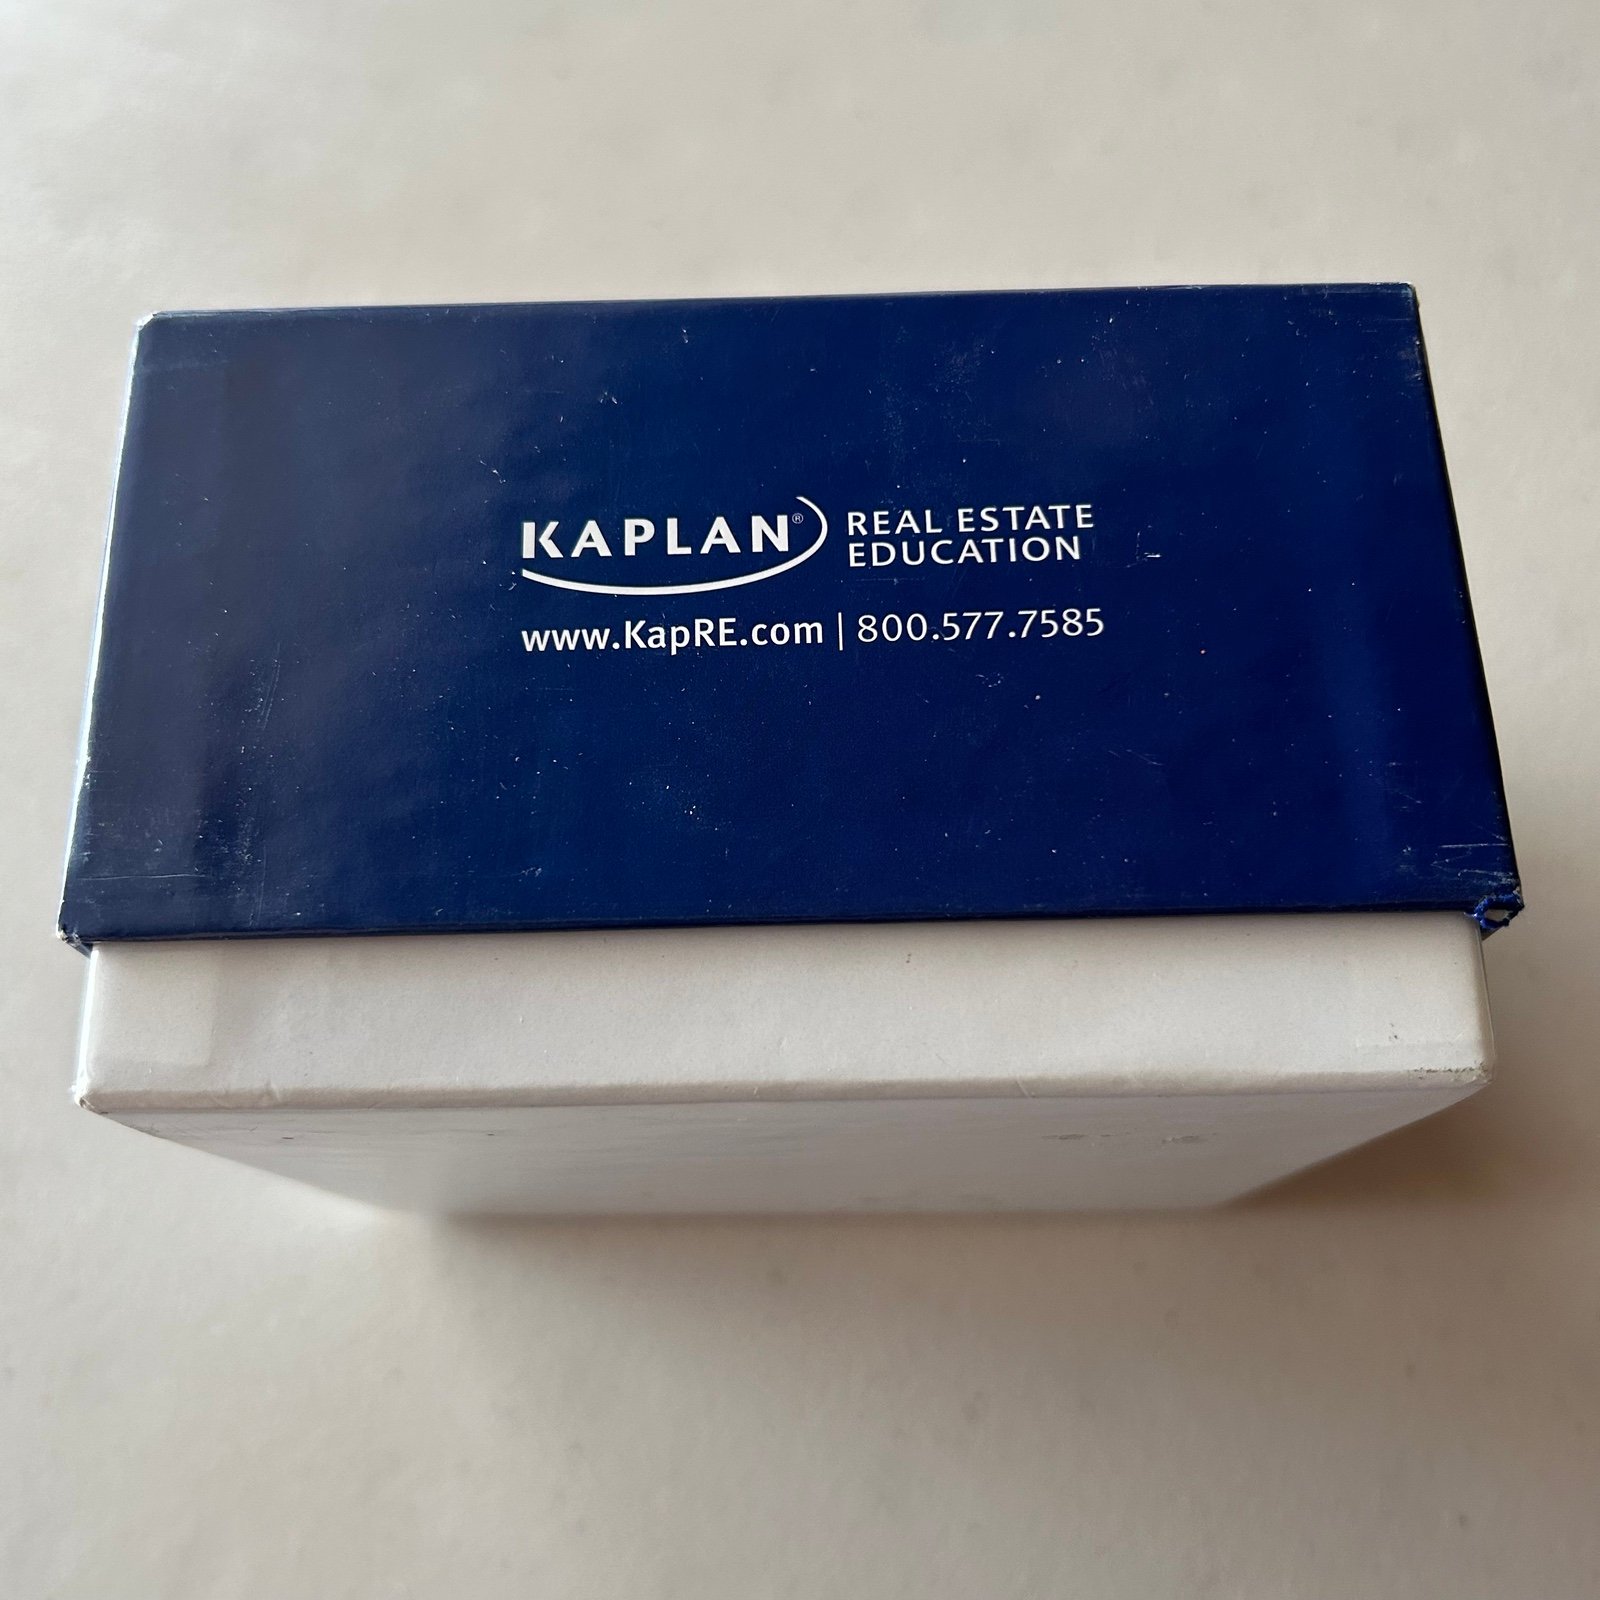 KAPLAN® REAL ESTATE
EDUCATION
www.KapRE.com | 800.577.7585